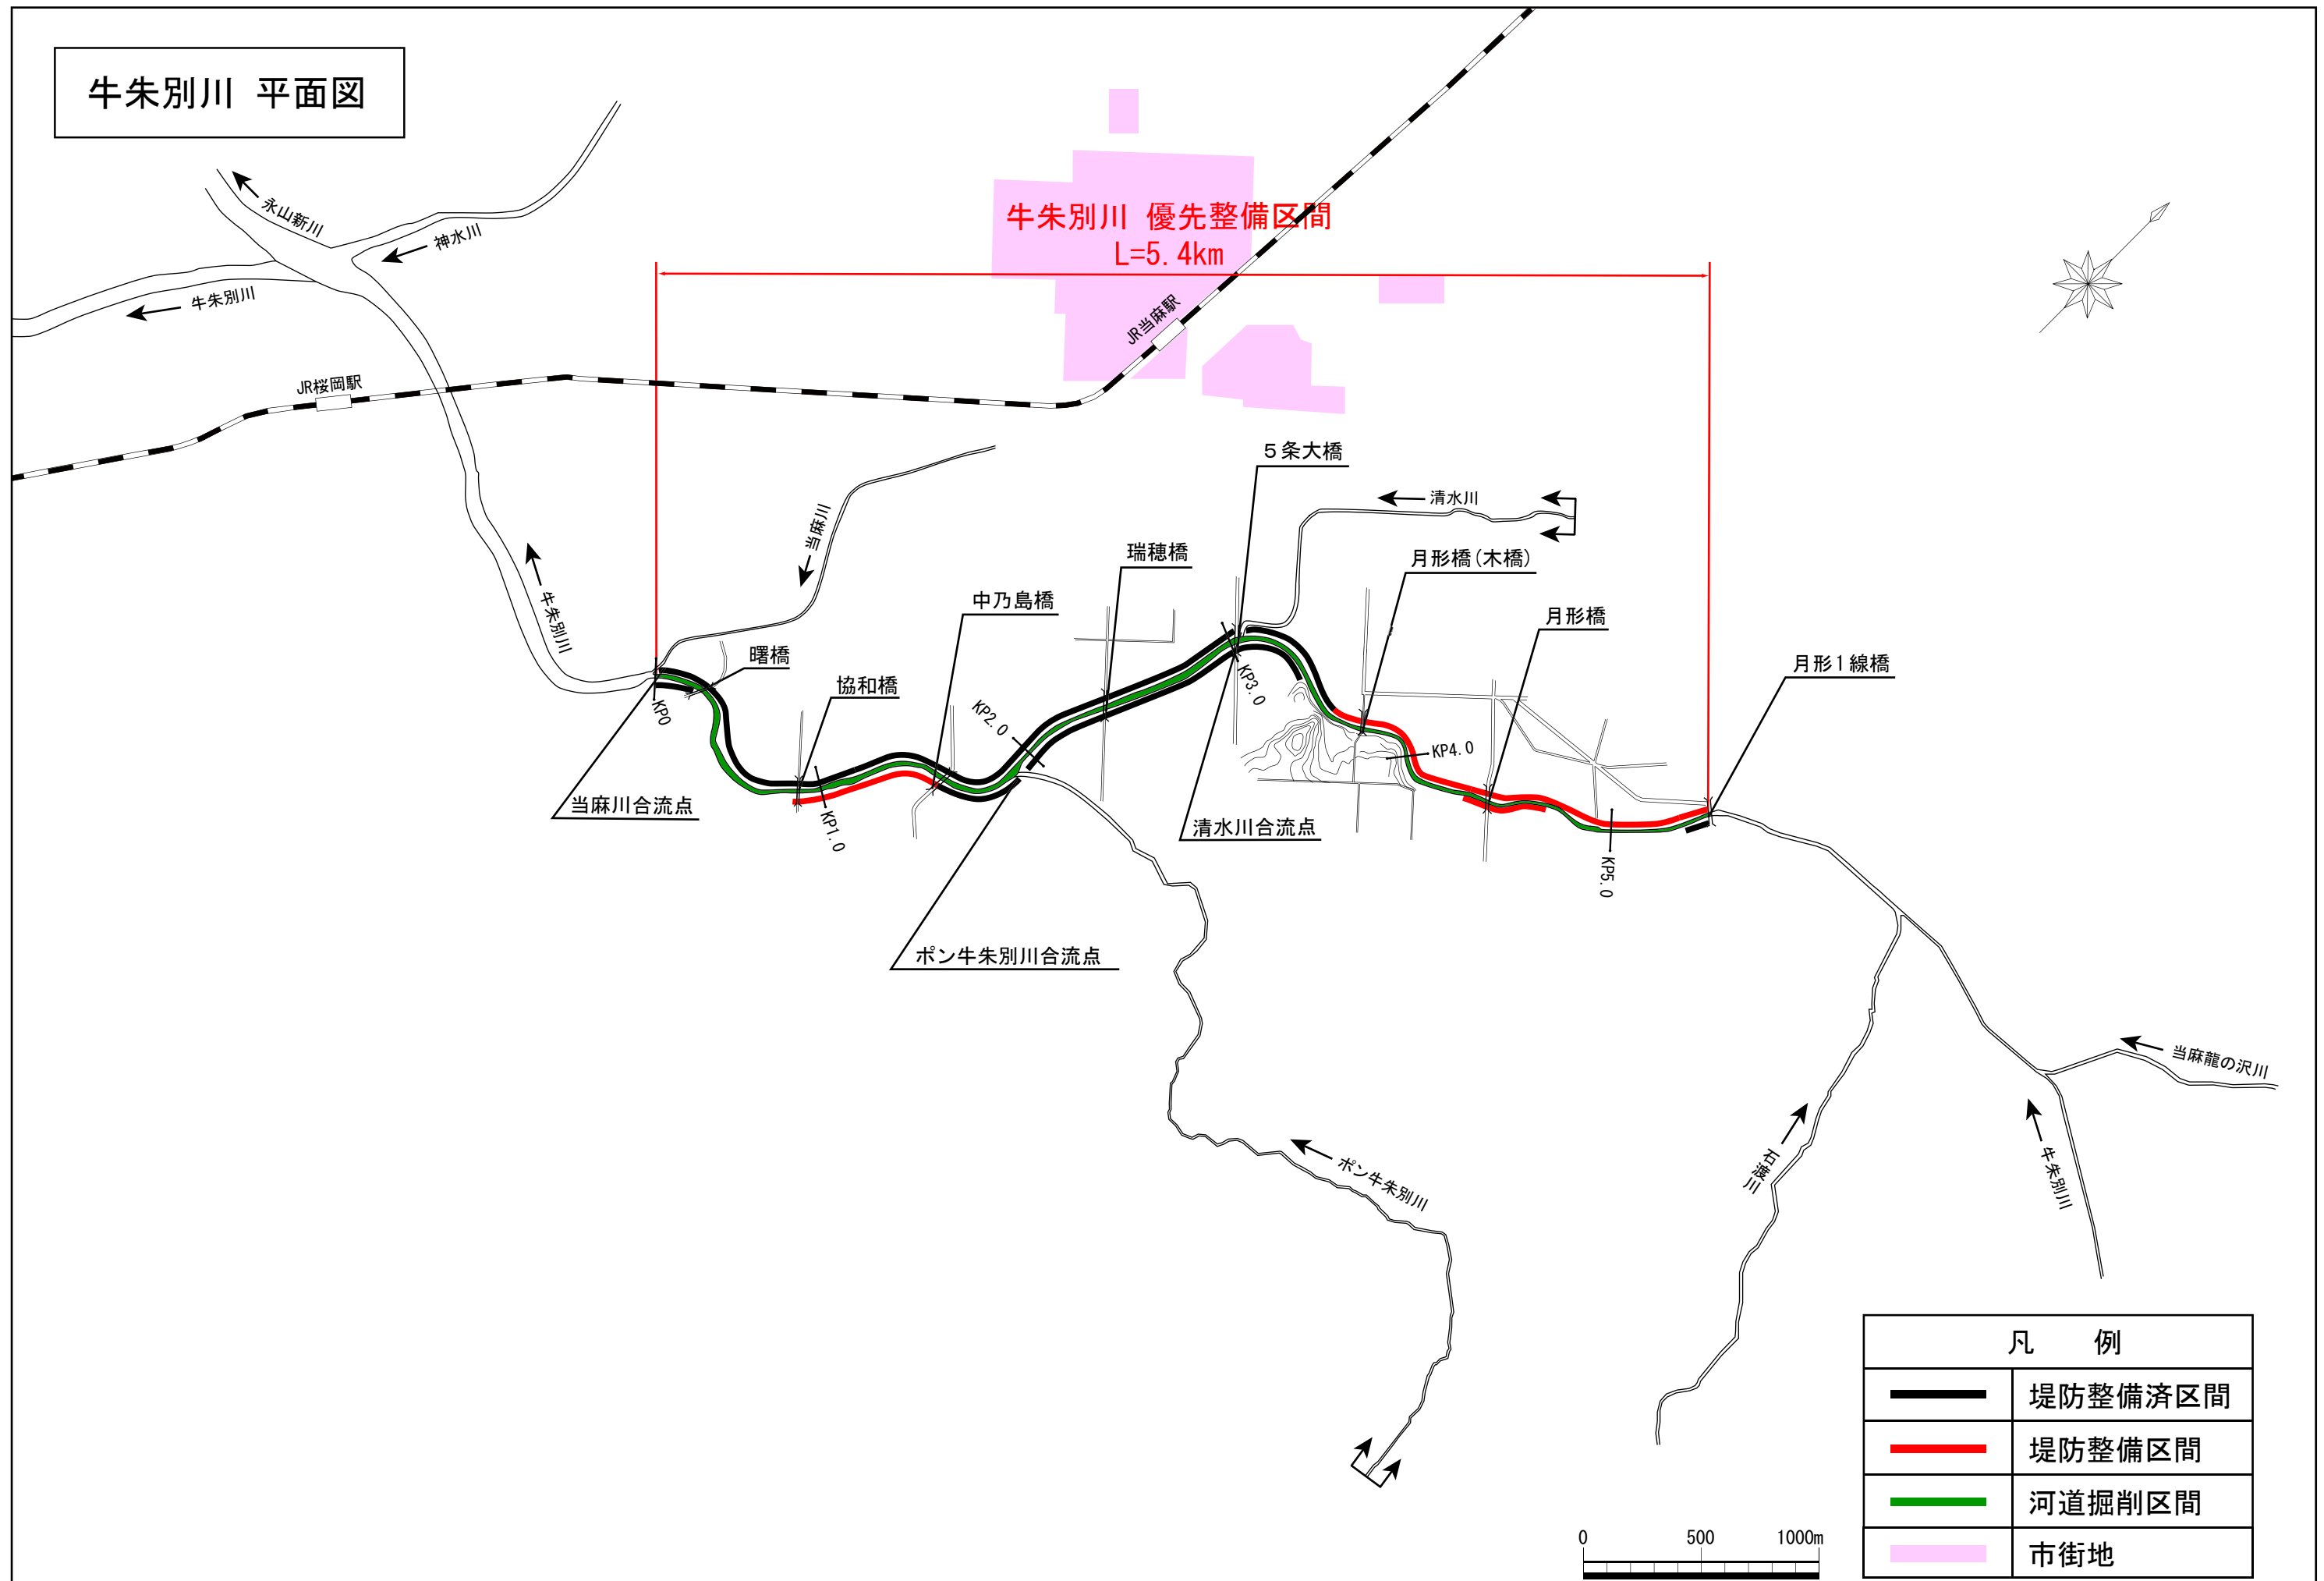 牛朱別川 平面図
牛朱別川 優先整備区間
L=5.4km
永山新川
神水川
牛朱別川
JR当麻駅
JR桜岡駅
５条大橋
清水川
当麻川
瑞穂橋
月形橋(木橋)
中乃島橋
牛朱別川
月形橋
曙橋
月形1線橋
協和橋
KP0
KP3.0
KP2.0
KP4.0
当麻川合流点
KP1.0
清水川合流点
KP5.0
ポン牛朱別川合流点
当麻龍の沢川
ポン牛朱別川
石渡川
牛朱別川
凡 例
堤防整備済区間
堤防整備区間
河道掘削区間
市街地
0 500 1000m